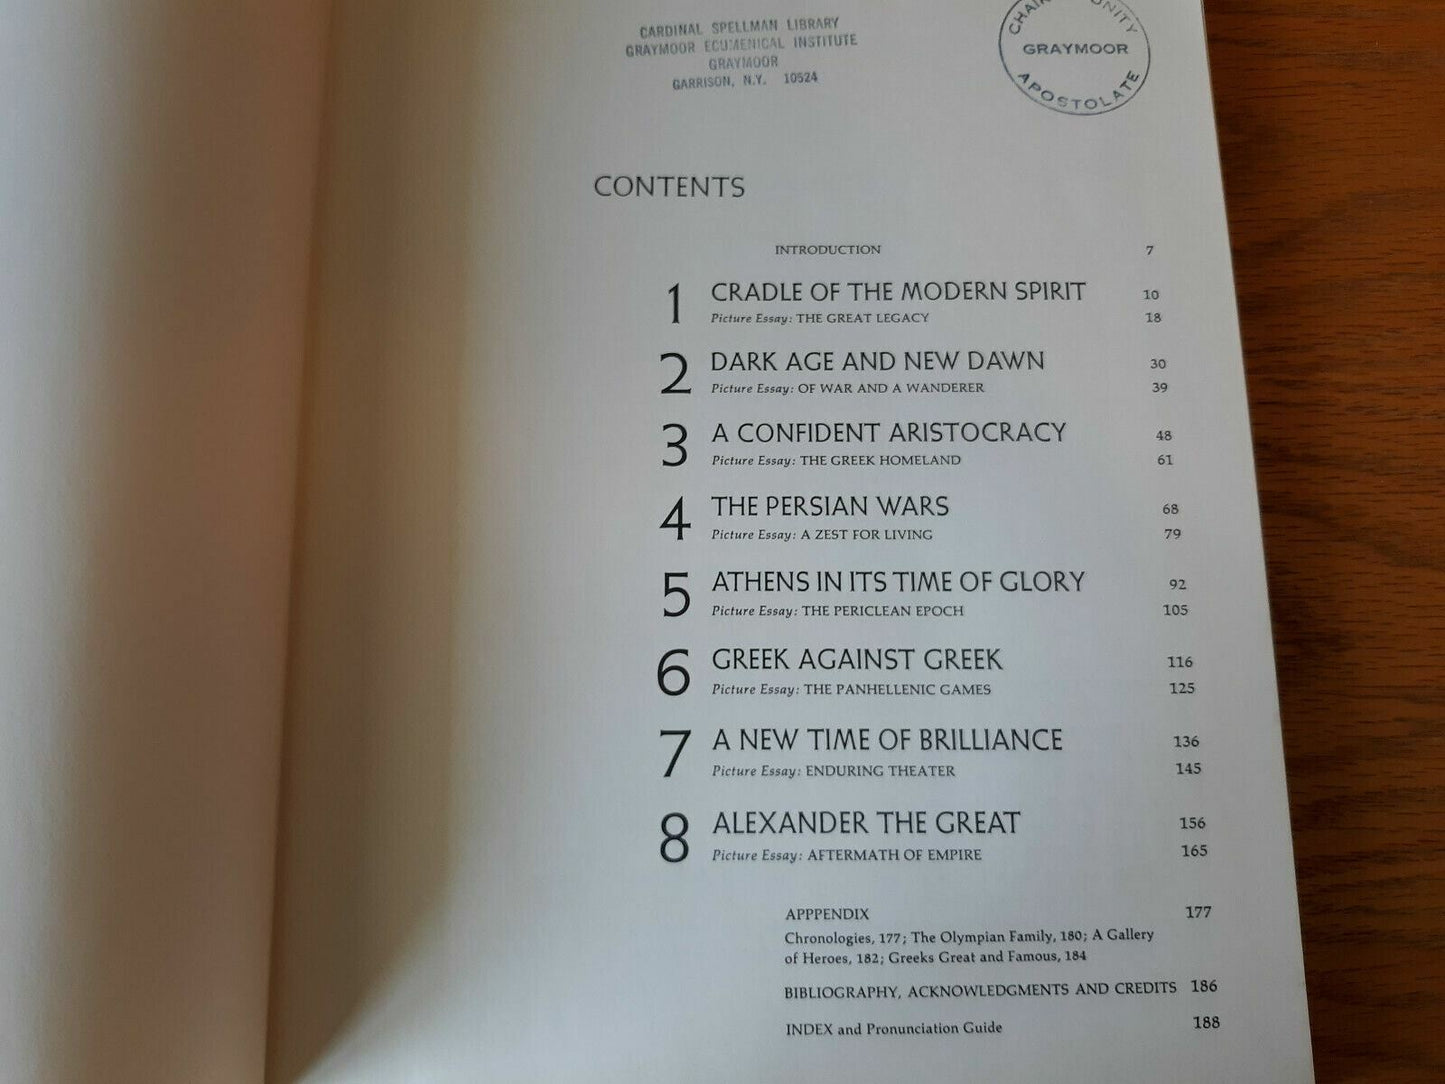 CARDINAL SPELLMAN LIBRARY
GRAYMOOR ECUMENICAL INSTITUTE
GRAYMOOR
GARRISON, N.Y. 10524
CHAIR UNITY
GRAYMOOR
APOSTOLATE
CONTENTS
INTRODUCTION 7
1 CRADLE OF THE MODERN SPIRIT 10
Picture Essay: THE GREAT LEGACY 18
2 DARK AGE AND NEW DAWN 30
Picture Essay: OF WAR AND A WANDERER 39
3 A CONFIDENT ARISTOCRACY 48
Picture Essay: THE GREEK HOMELAND 61
4 THE PERSIAN WARS 68
Picture Essay: A ZEST FOR LIVING 79
5 ATHENS IN ITS TIME OF GLORY 92
Picture Essay: THE PERICLEAN EPOCH 105
6 GREEK AGAINST GREEK 116
Picture Essay: THE PANHELLENIC GAMES 125
7 A NEW TIME OF BRILLIANCE 136
Picture Essay: ENDURING THEATER 145
8 ALEXANDER THE GREAT 156
Picture Essay: AFTERMATH OF EMPIRE 165
APPPENDIX 177
Chronologies, 177; The Olympian Family, 180; A Gallery
of Heroes, 182; Greeks Great and Famous, 184
BIBLIOGRAPHY, ACKNOWLEDGMENTS AND CREDITS 186
INDEX and Pronunciation Guide 188